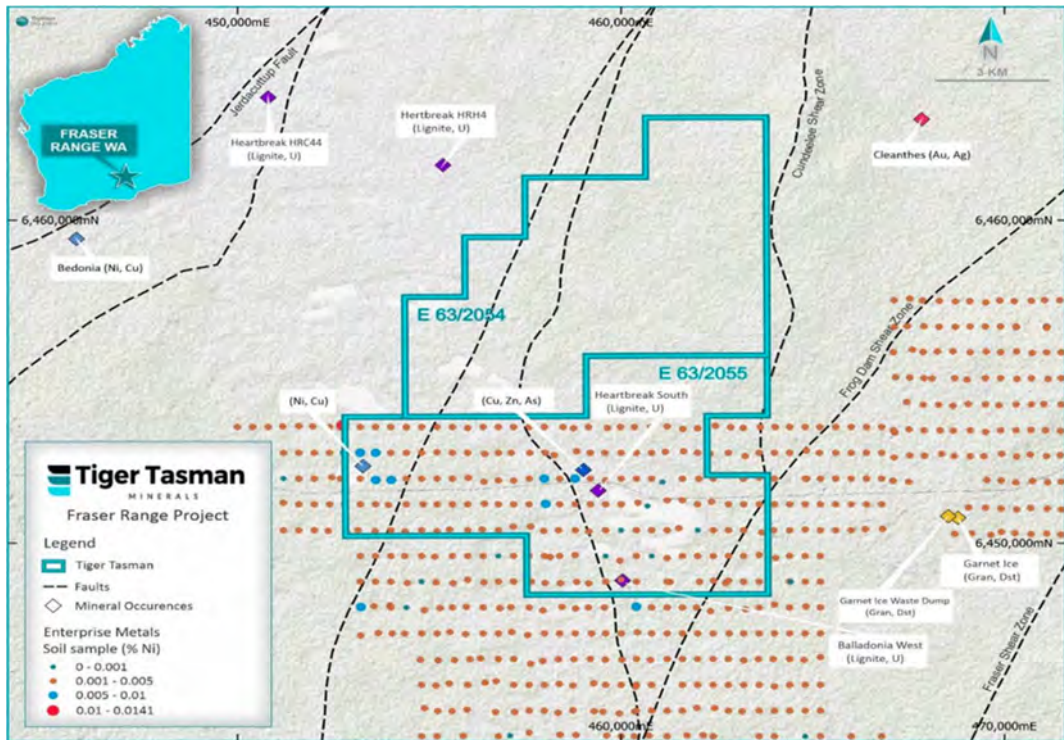 Tasman
450,000mE
460,000mE
N
3 KM
Jerdacuttup Fault
Cundeelee Shear Zone
Hertbreak HRH4
(Lignite, U)
Heartbreak HRC44
(Lignite, U)
Cleanthes (Au, Ag)
FRASER
RANGE WA
6,460,000mN
6,460,000mN
Bedonia (Ni, Cu)
E 63/2054
Frog Dam Shear Zone
E 63/2055
(Ni, Cu)
(Cu, Zn, As)
Heartbreak South
(Lignite, U)
Tiger Tasman
MINERALS
Fraser Range Project
Legend
Tiger Tasman
Faults
Mineral Occurences
Enterprise Metals
Soil sample (% Ni)
0 - 0.001
0.001 - 0.005
0.005 - 0.01
0.01 - 0.0141
6,450,000mN
Garnet Ice
(Gran, Dst)
Garnet Ice Waste Dump
(Gran, Dst)
Balladonia West
(Lignite, U)
Fraser Shear Zone
460,000mE
470,000mE